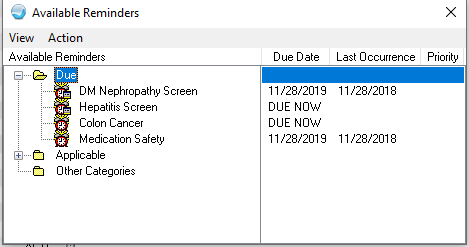 Available Reminders
View Action
Available Reminders Due Date Last Occurrence Priority
Due
DM Nephropathy Screen 11/28/2019 11/28/2018
Hepatitis Screen DUE NOW
Colon Cancer DUE NOW
Medication Safety 11/28/2019 11/28/2018
Applicable
Other Categories